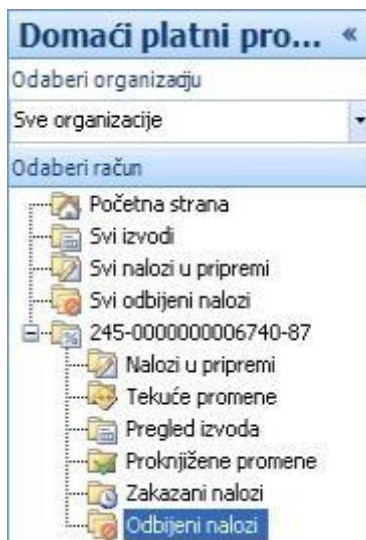 Domaći platni pro... «
Odaberi organizaciju
Sve organizacije
Odaberi račun
Početna strana
Svi izvodi
Svi nalozi u pripremi
Svi odbijeni nalozi
245-0000000006740-87
Nalozi u pripremi
Tekuće promene
Pregled izvoda
Proknjižene promene
Zakazani nalozi
Odbijeni nalozi